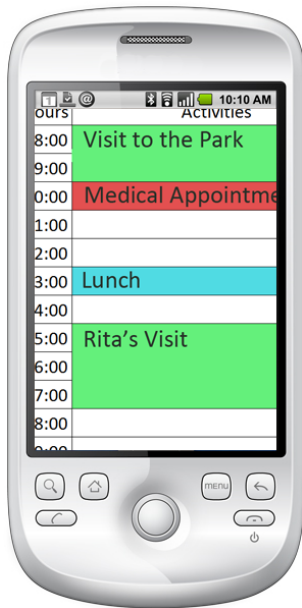 1 @ 10:10 AM
ours Activities
8:00 Visit to the Park
9:00
0:00 Medical Appointme
1:00
2:00
3:00 Lunch
4:00
5:00 Rita's Visit
6:00
7:00
8:00
MENU